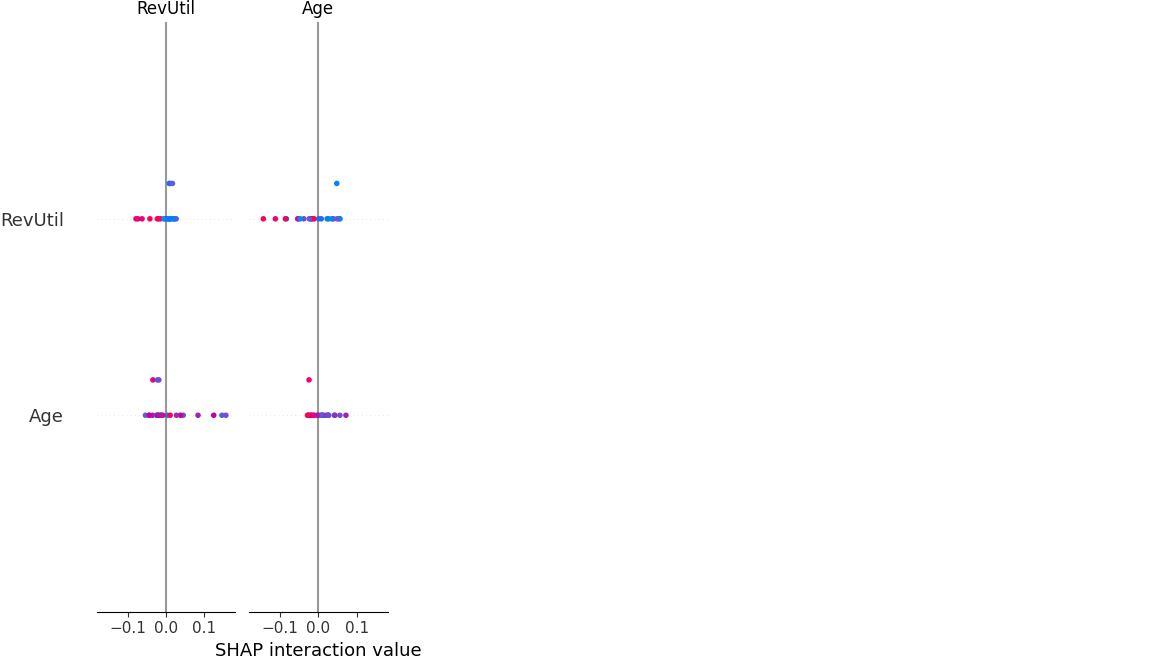 RevUtil Age
RevUtil
Age
−0.1 0.0 0.1 −0.1 0.0 0.1
SHAP interaction value